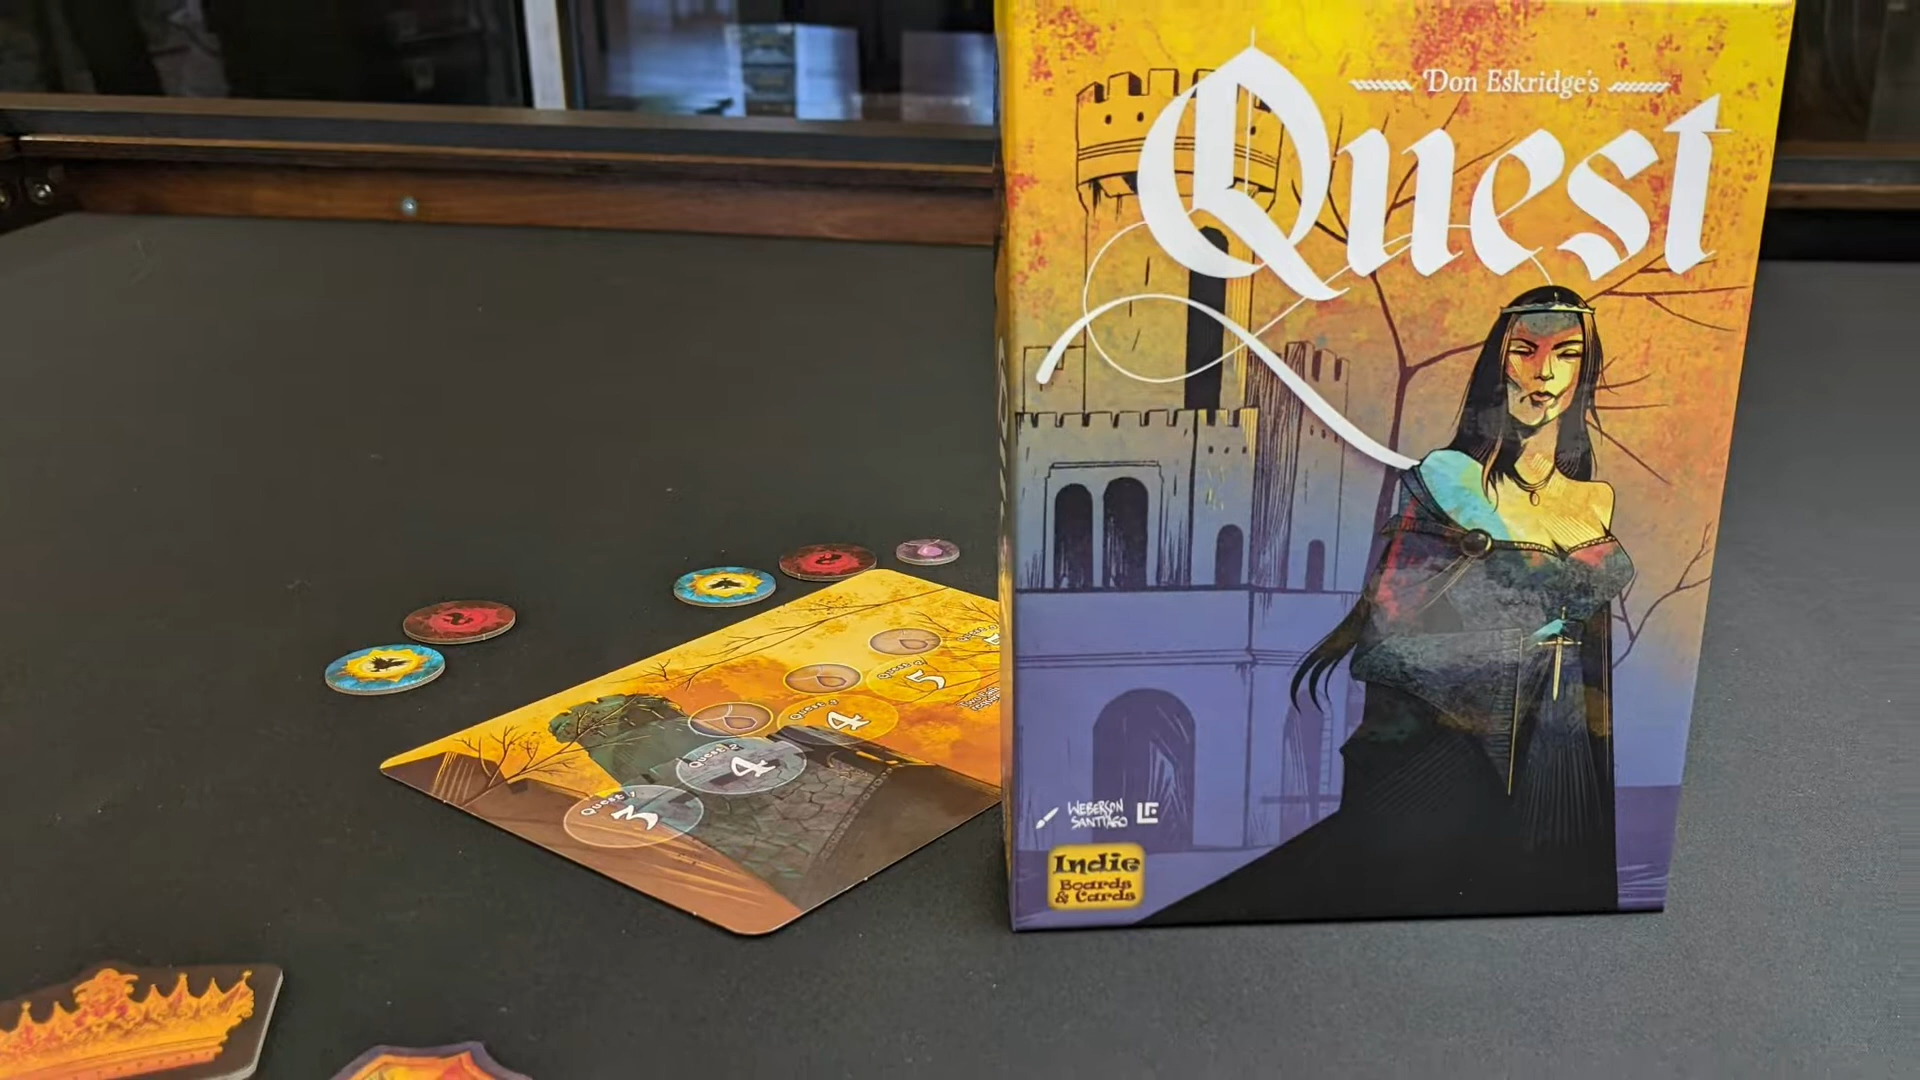 Don Eskridge's
Quest
WEBERSON
SANTIAGO
Indie
Boards
& Cards
Quest 1
3
Quest 2
4
Quest 3
4
Quest 4
5